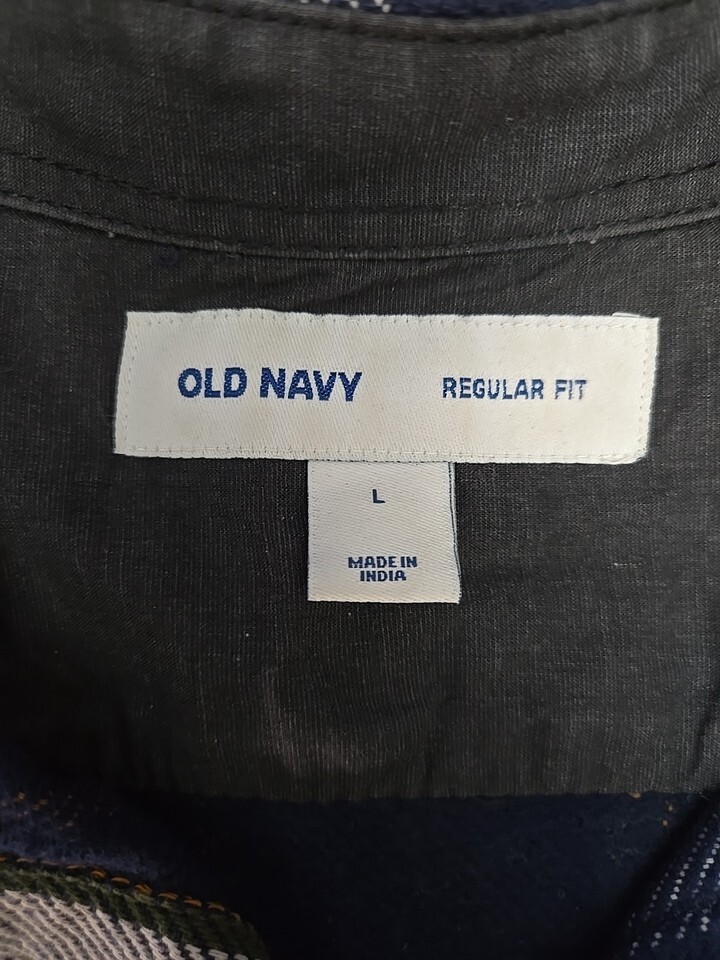 OLD NAVY REGULAR FIT
L
MADE IN
INDIA